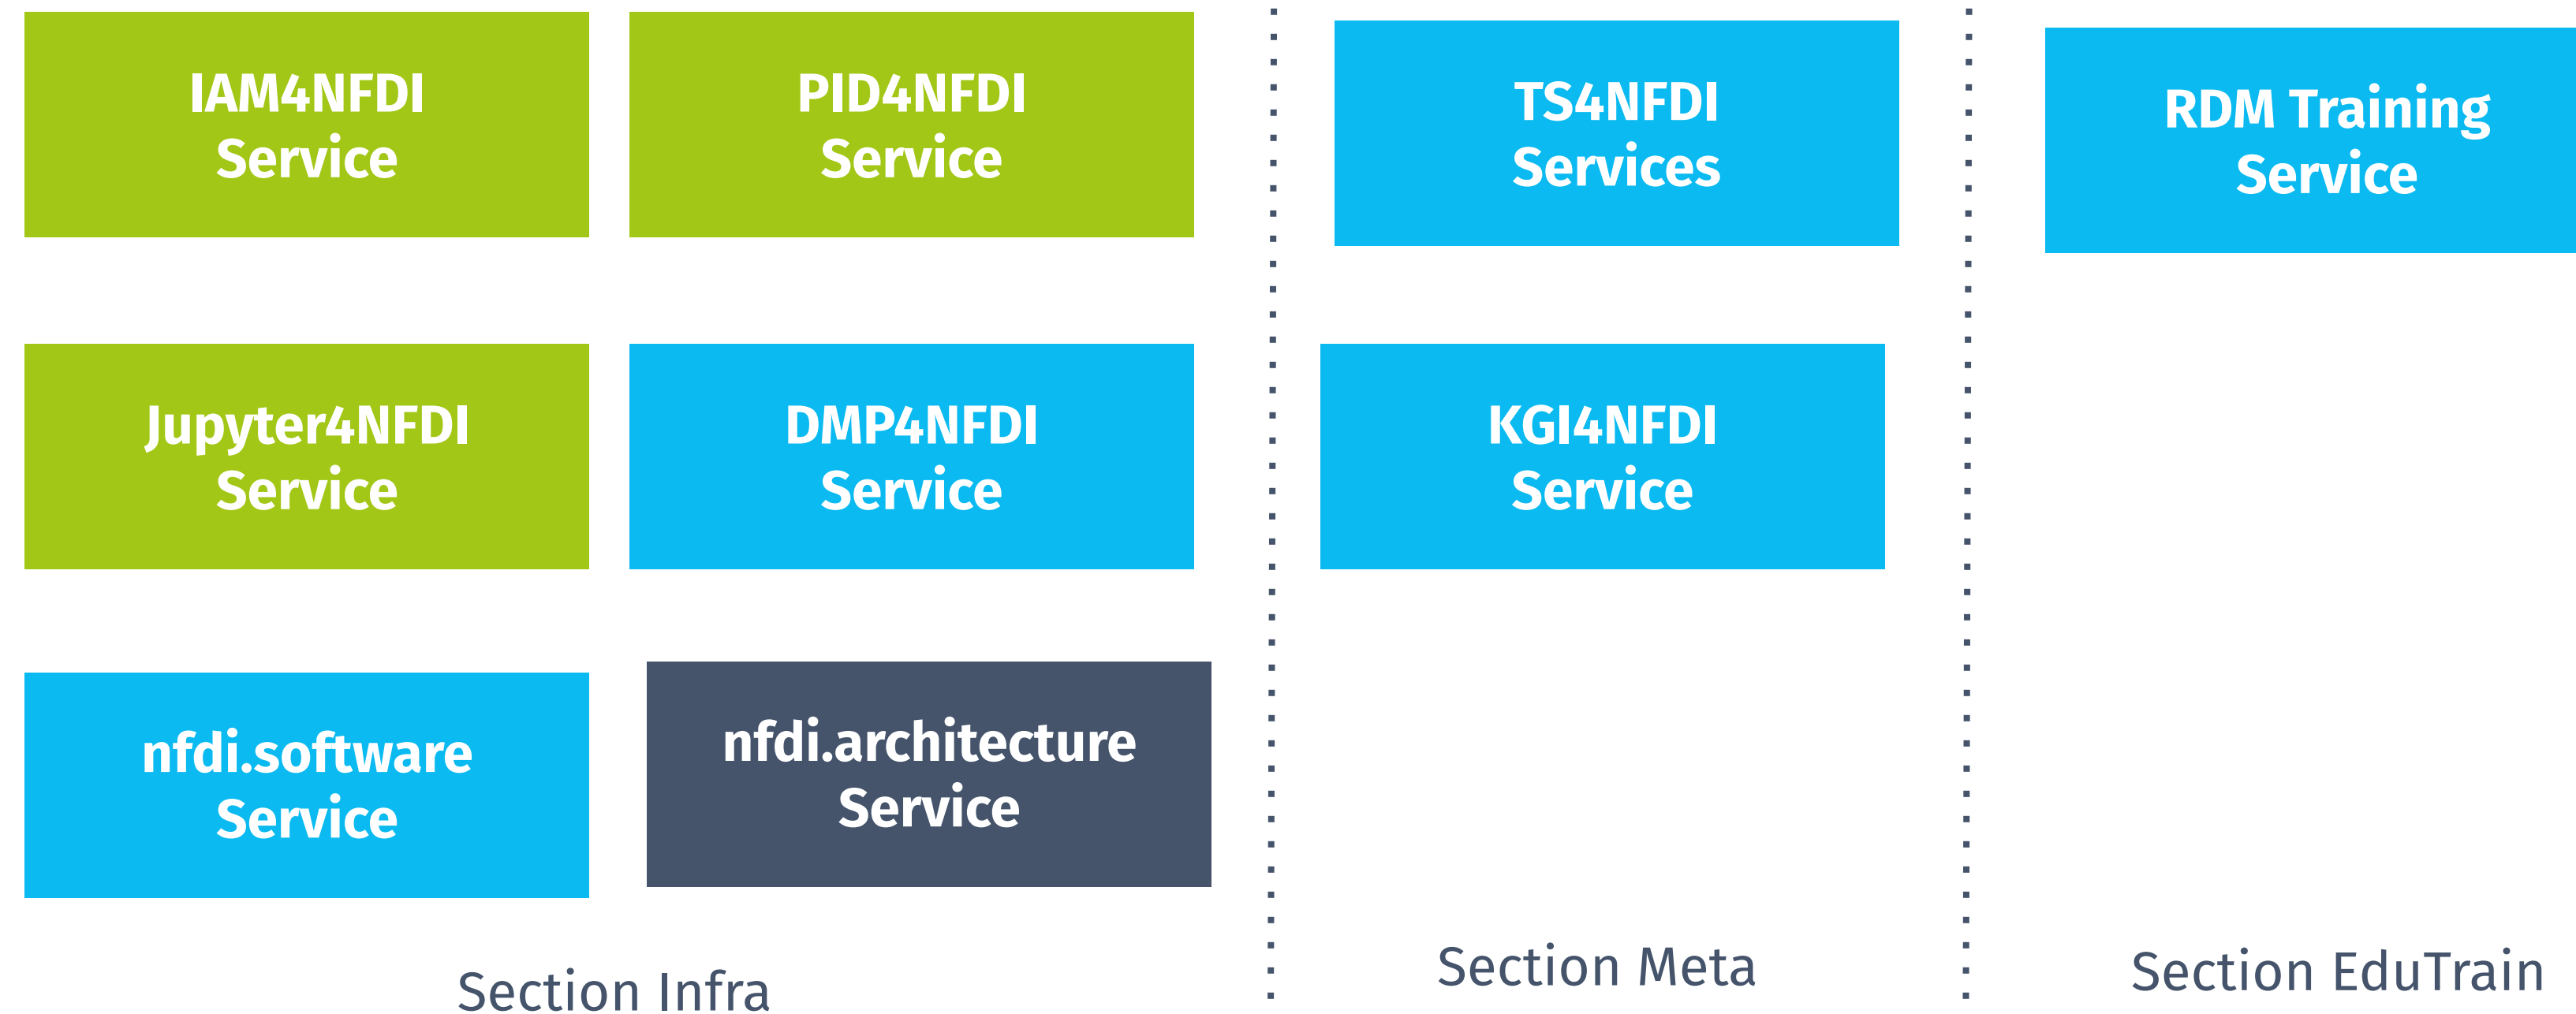 IAM4NFDI
Service
PID4NFDI
Service
TS4NFDI
Services
RDM Training
Service
Jupyter4NFDI
Service
DMP4NFDI
Service
KGI4NFDI
Service
nfdi.software
Service
nfdi.architecture
Service
Section Infra
Section Meta
Section EduTrain